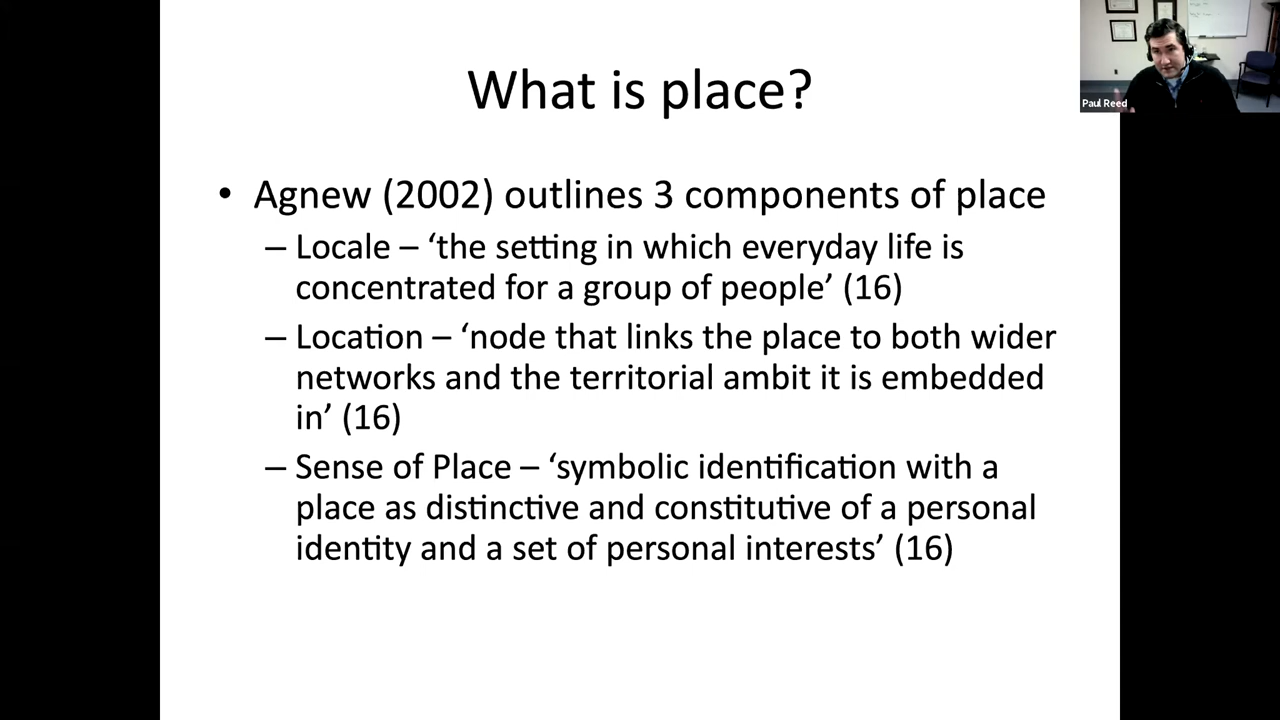 What is place?
Paul Reed
• Agnew (2002) outlines 3 components of place
– Locale – ‘the setting in which everyday life is
concentrated for a group of people’ (16)
– Location – ‘node that links the place to both wider
networks and the territorial ambit it is embedded
in’ (16)
– Sense of Place – ‘symbolic identification with a
place as distinctive and constitutive of a personal
identity and a set of personal interests’ (16)